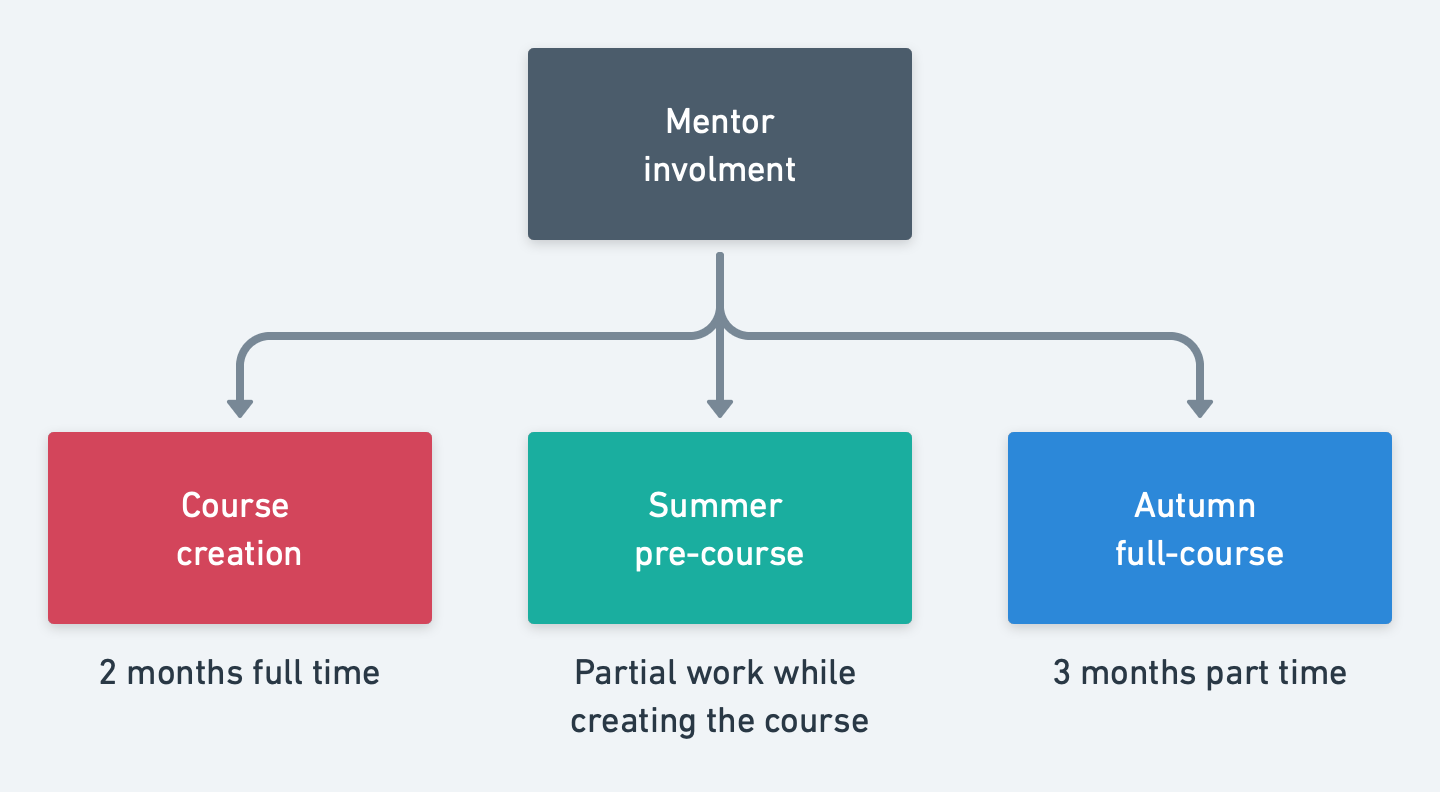 Mentor
involment
Course
creation
Summer
pre-course
Autumn
full-course
2 months full time
Partial work while
creating the course
3 months part time